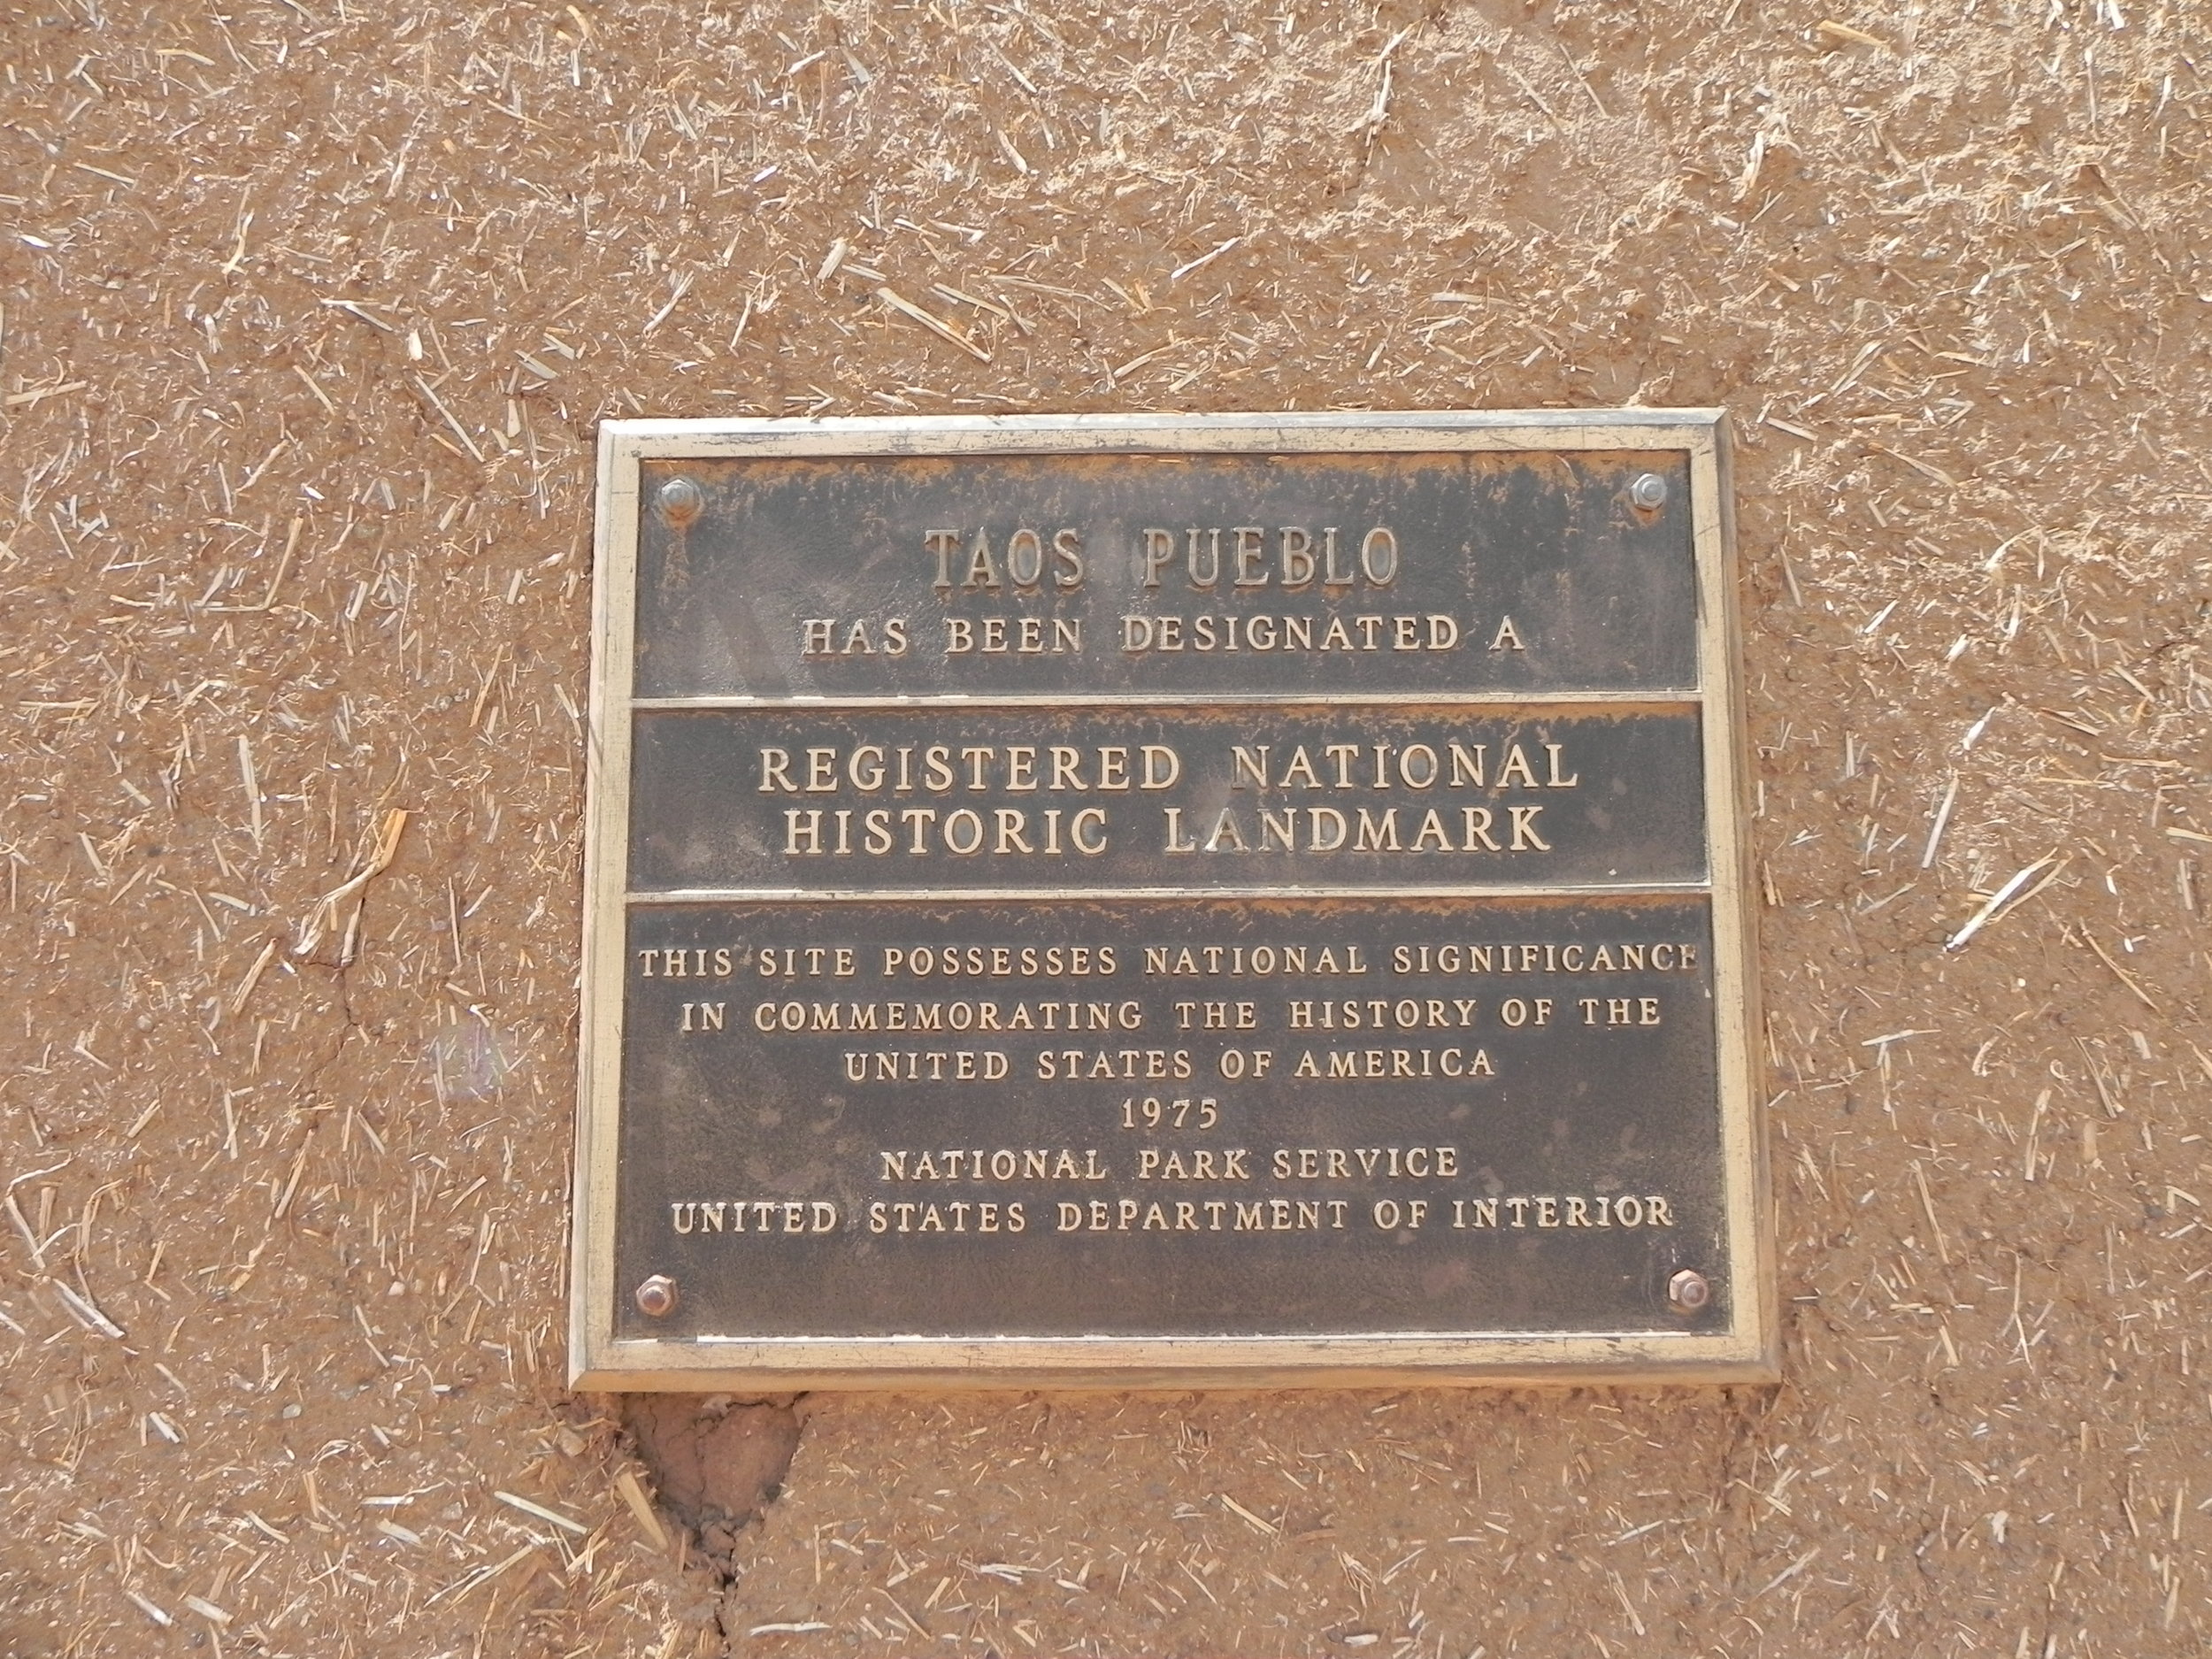 TAOS PUEBLO
HAS BEEN DESIGNATED A
REGISTERED NATIONAL
HISTORIC LANDMARK
THIS SITE POSSESSES NATIONAL SIGNIFICANCE
IN COMMEMORATING THE HISTORY OF THE
UNITED STATES OF AMERICA
1975
NATIONAL PARK SERVICE
UNITED STATES DEPARTMENT OF INTERIOR